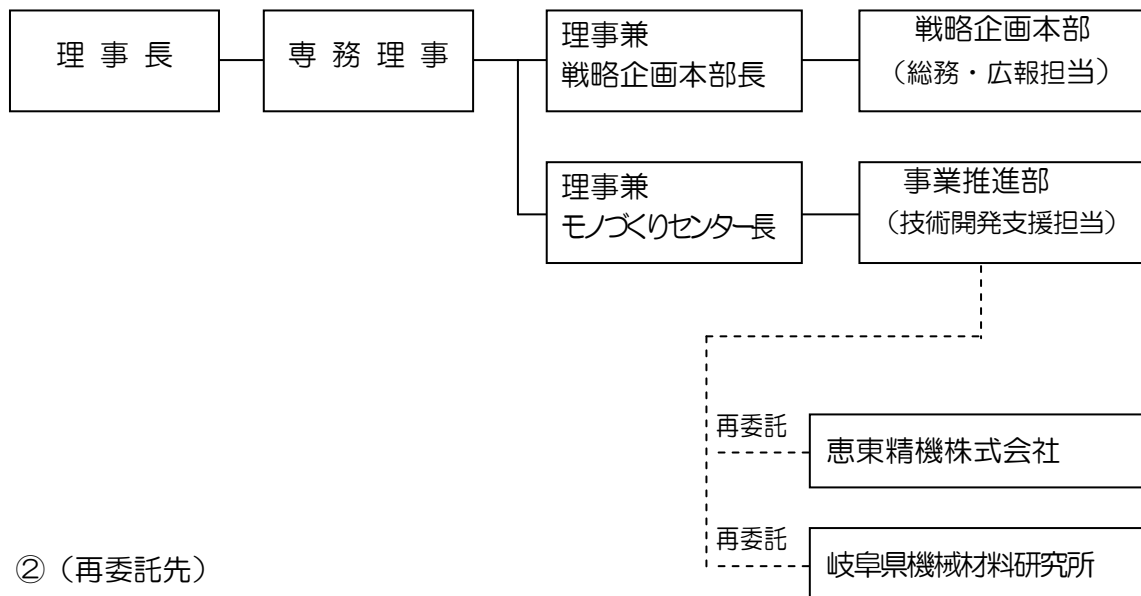 理事長
専務理事
理事兼
戦略企画本部長
戦略企画本部
（総務・広報担当）
理事兼
モノづくりセンター長
事業推進部
（技術開発支援担当）
再委託
恵東精機株式会社
再委託
岐阜県機械材料研究所
②（再委託先）